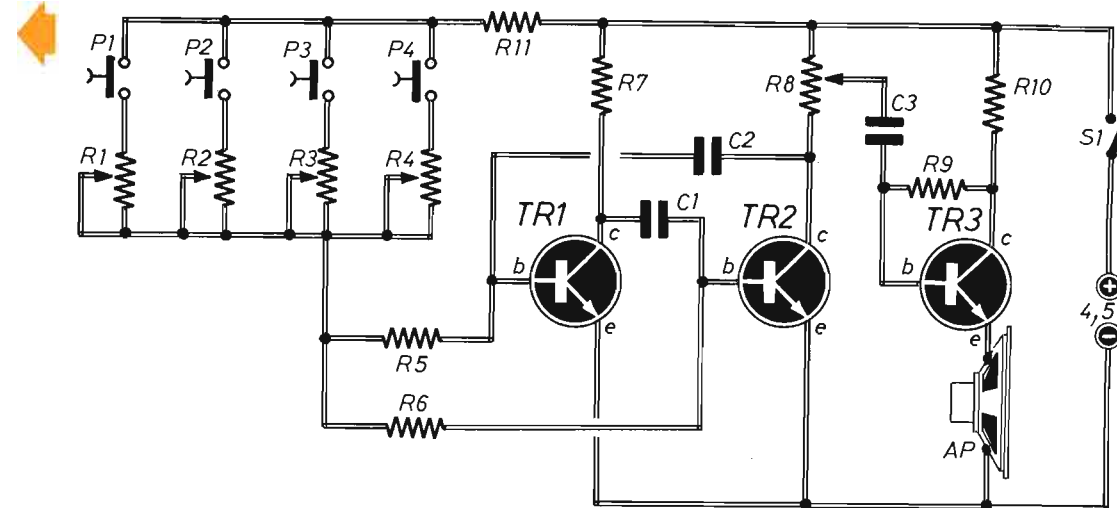 P1
P2
P3
P4
R11
R7
R8
C3
R10
S1
R1
R2
R3
R4
C2
R9
C1
TR1
TR2
TR3
c
c
c
b
b
b
e
e
e
+
4,5
−
R5
R6
AP